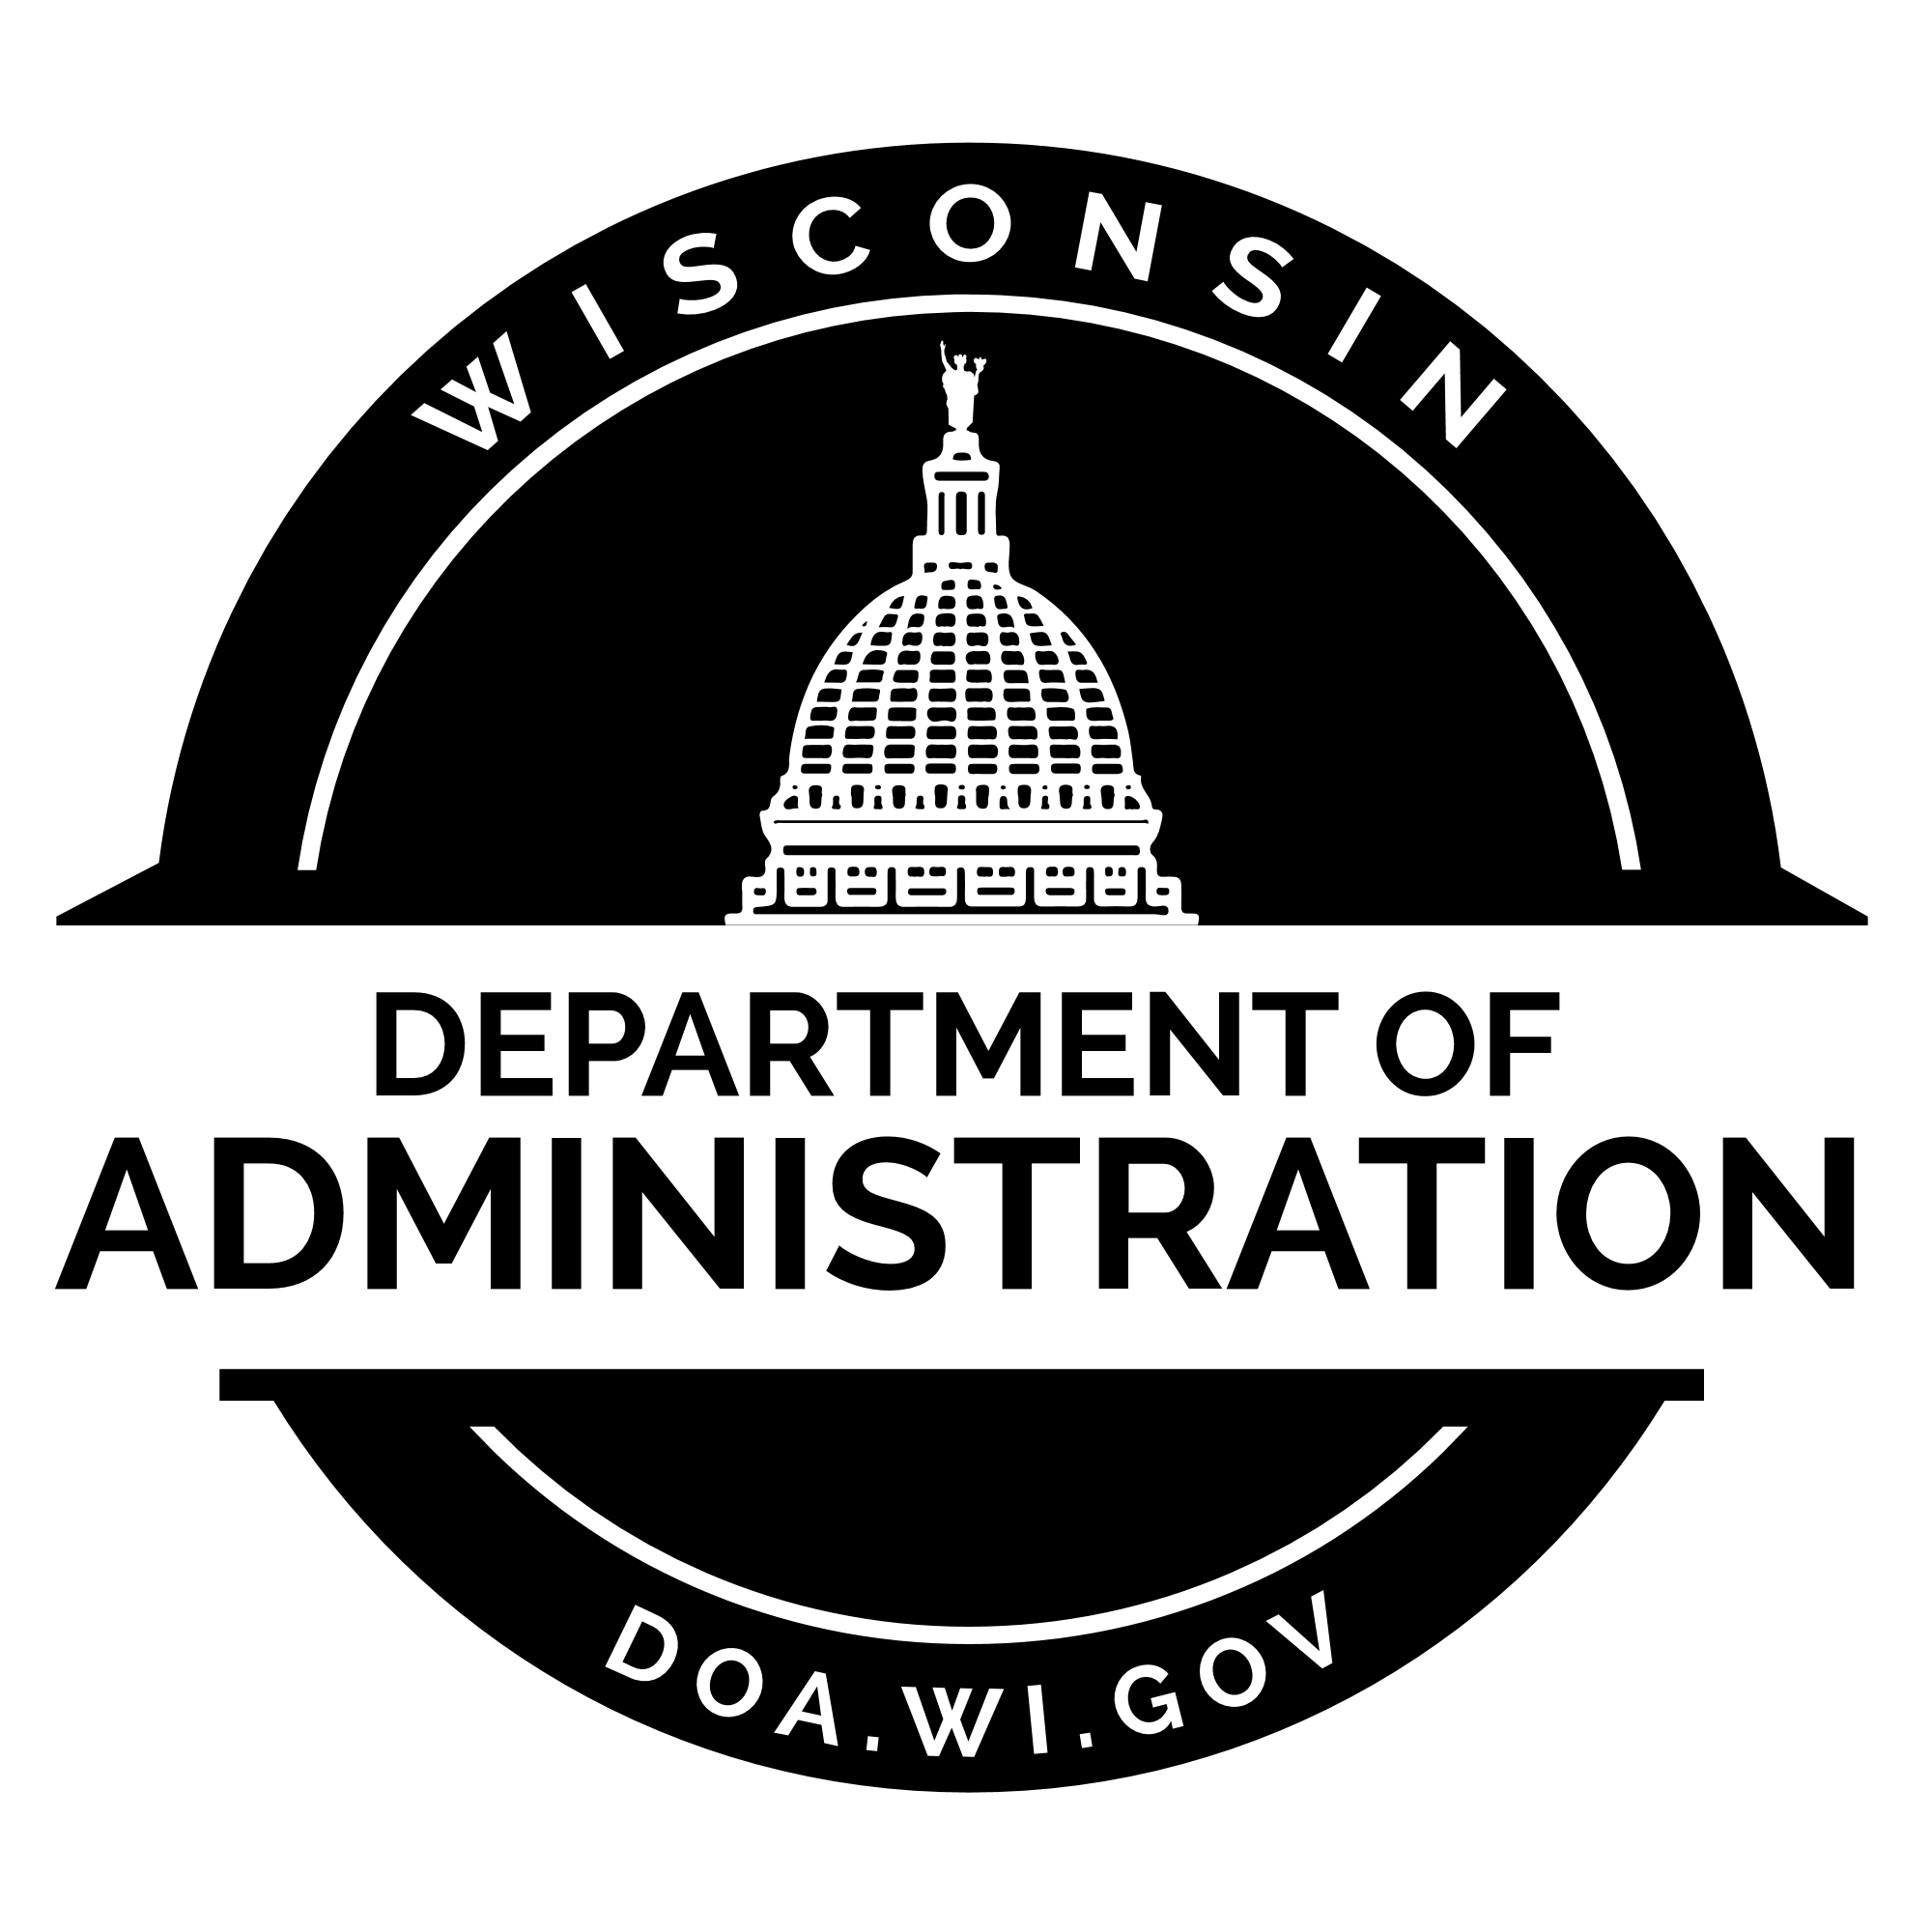 WISCONSIN
DEPARTMENT OF
ADMINISTRATION
DOA.WI.GOV